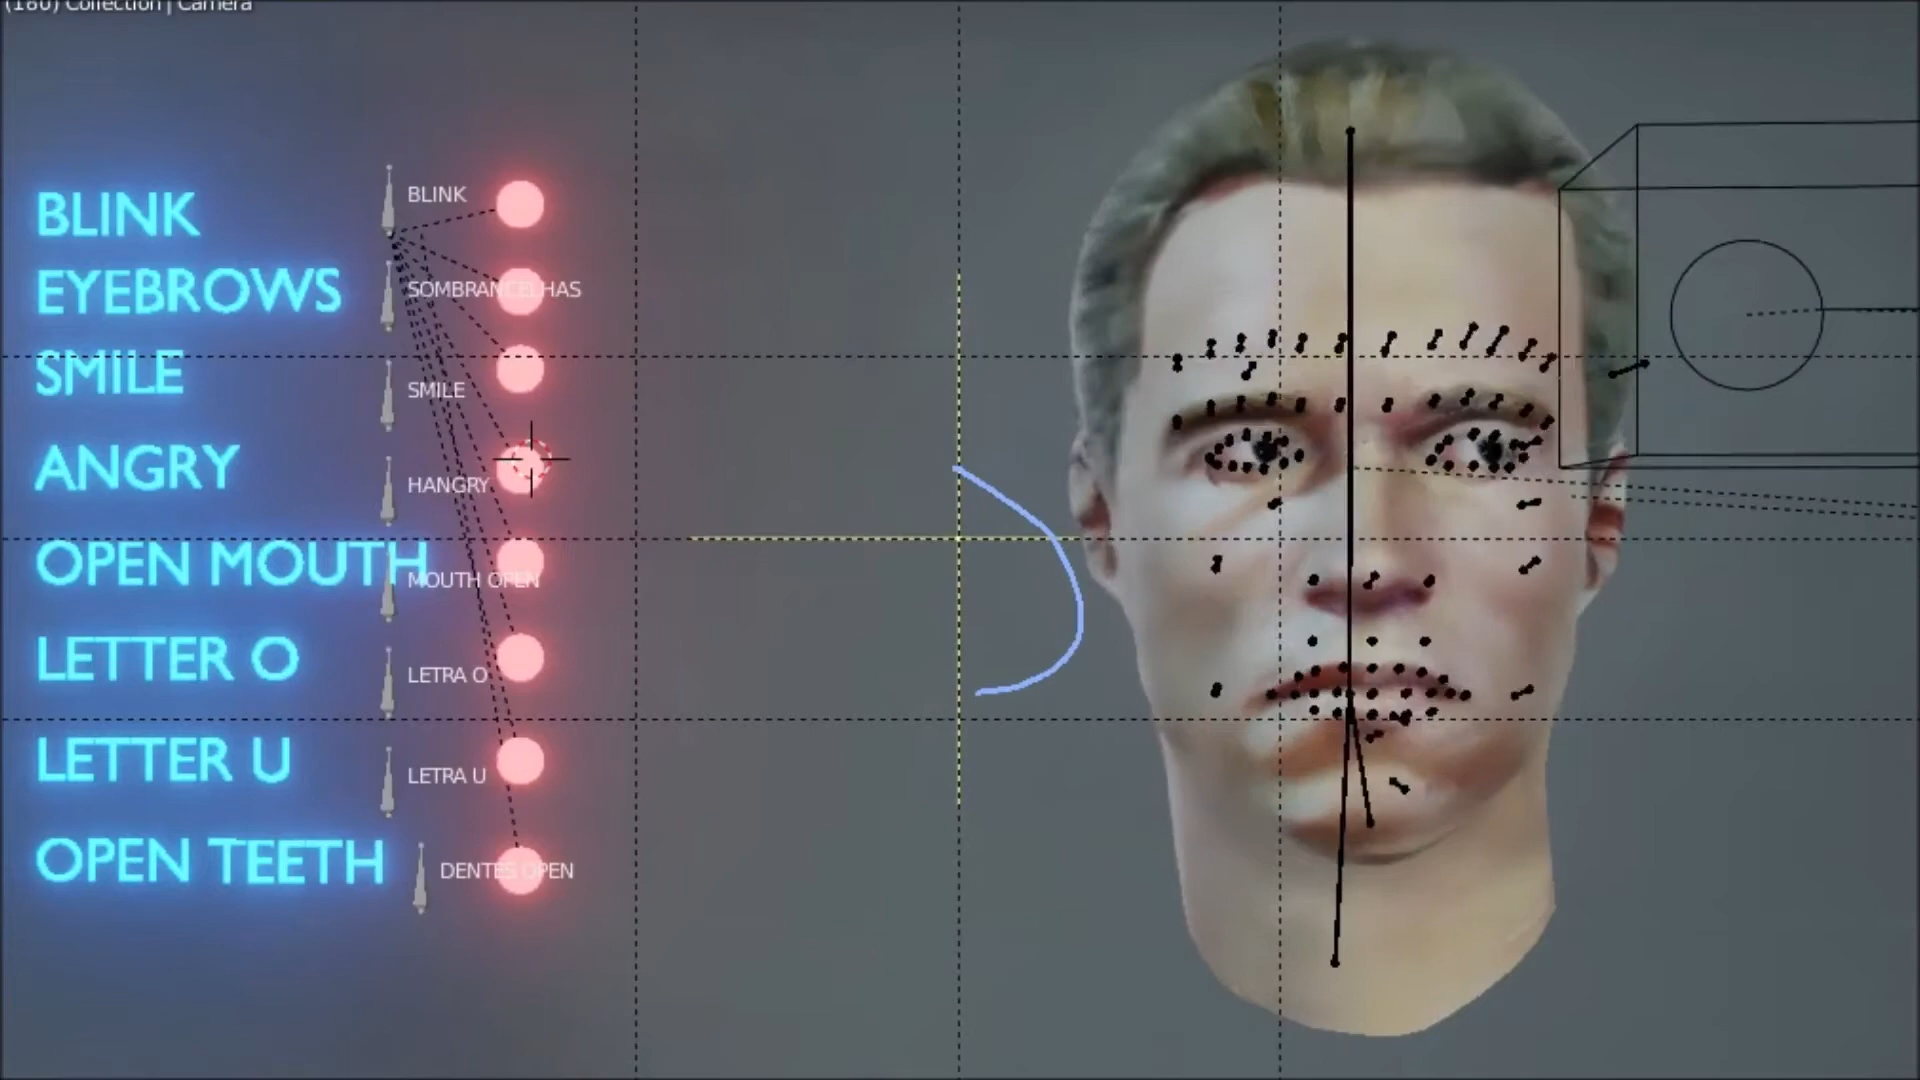 (180) Collection | Camera
BLINK
BLINK
EYEBROWS
SOMBRANCELHAS
SMILE
SMILE
ANGRY
HANGRY
OPEN MOUTH
MOUTH OPEN
LETTER O
LETRA O
LETTER U
LETRA U
OPEN TEETH
DENTES OPEN